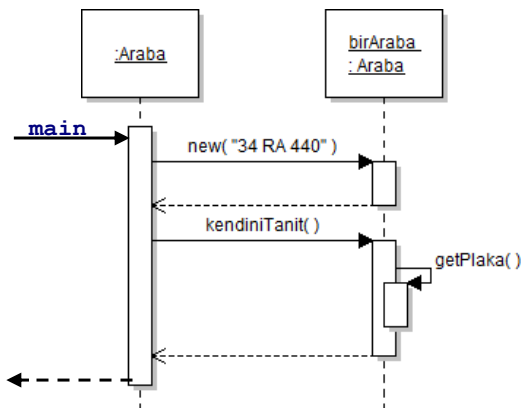 :Araba
birAraba
: Araba
main
new( "34 RA 440" )
kendiniTanit( )
getPlaka( )